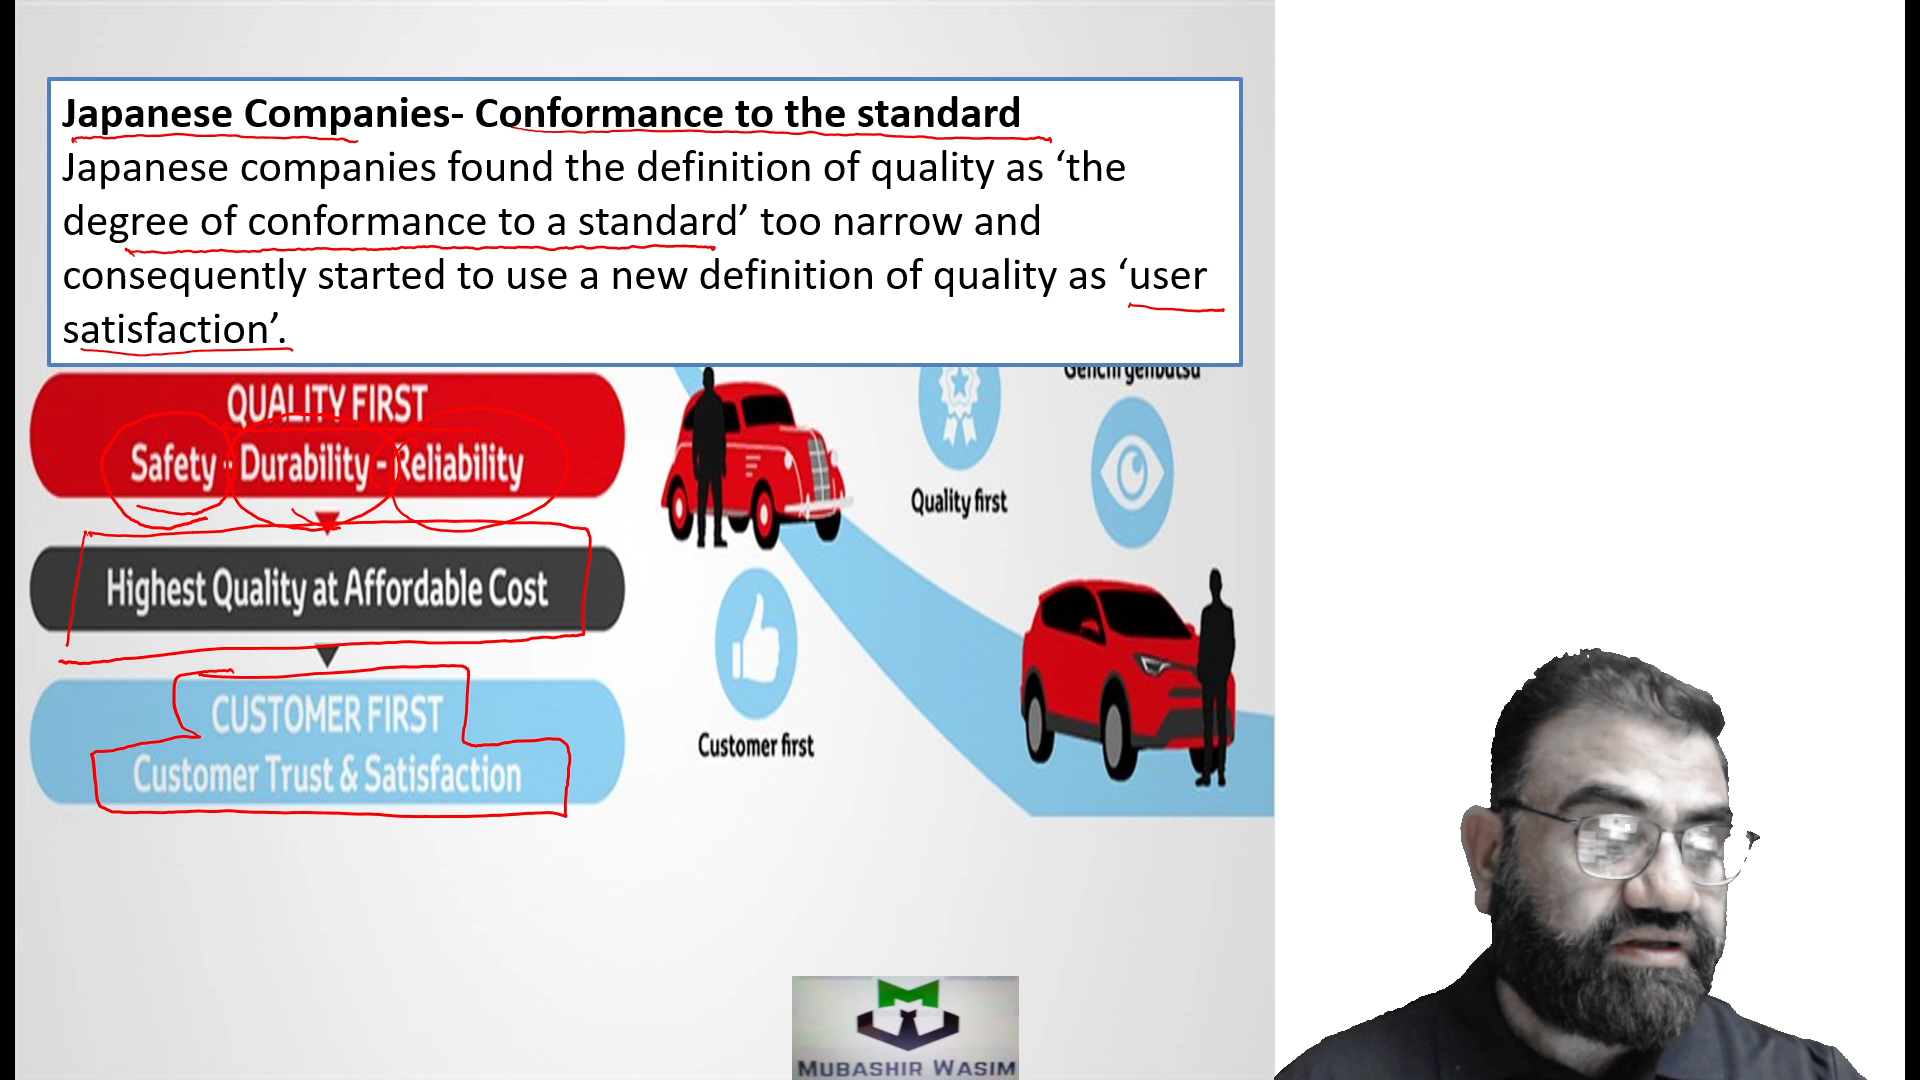 Japanese Companies- Conformance to the standard
Japanese companies found the definition of quality as ‘the
degree of conformance to a standard’ too narrow and
consequently started to use a new definition of quality as ‘user
satisfaction’.
QUALITY FIRST
Safety - Durability - Reliability
Highest Quality at Affordable Cost
CUSTOMER FIRST
Customer Trust & Satisfaction
Genchi genbutsu
Quality first
Customer first
MUBASHIR WASIM